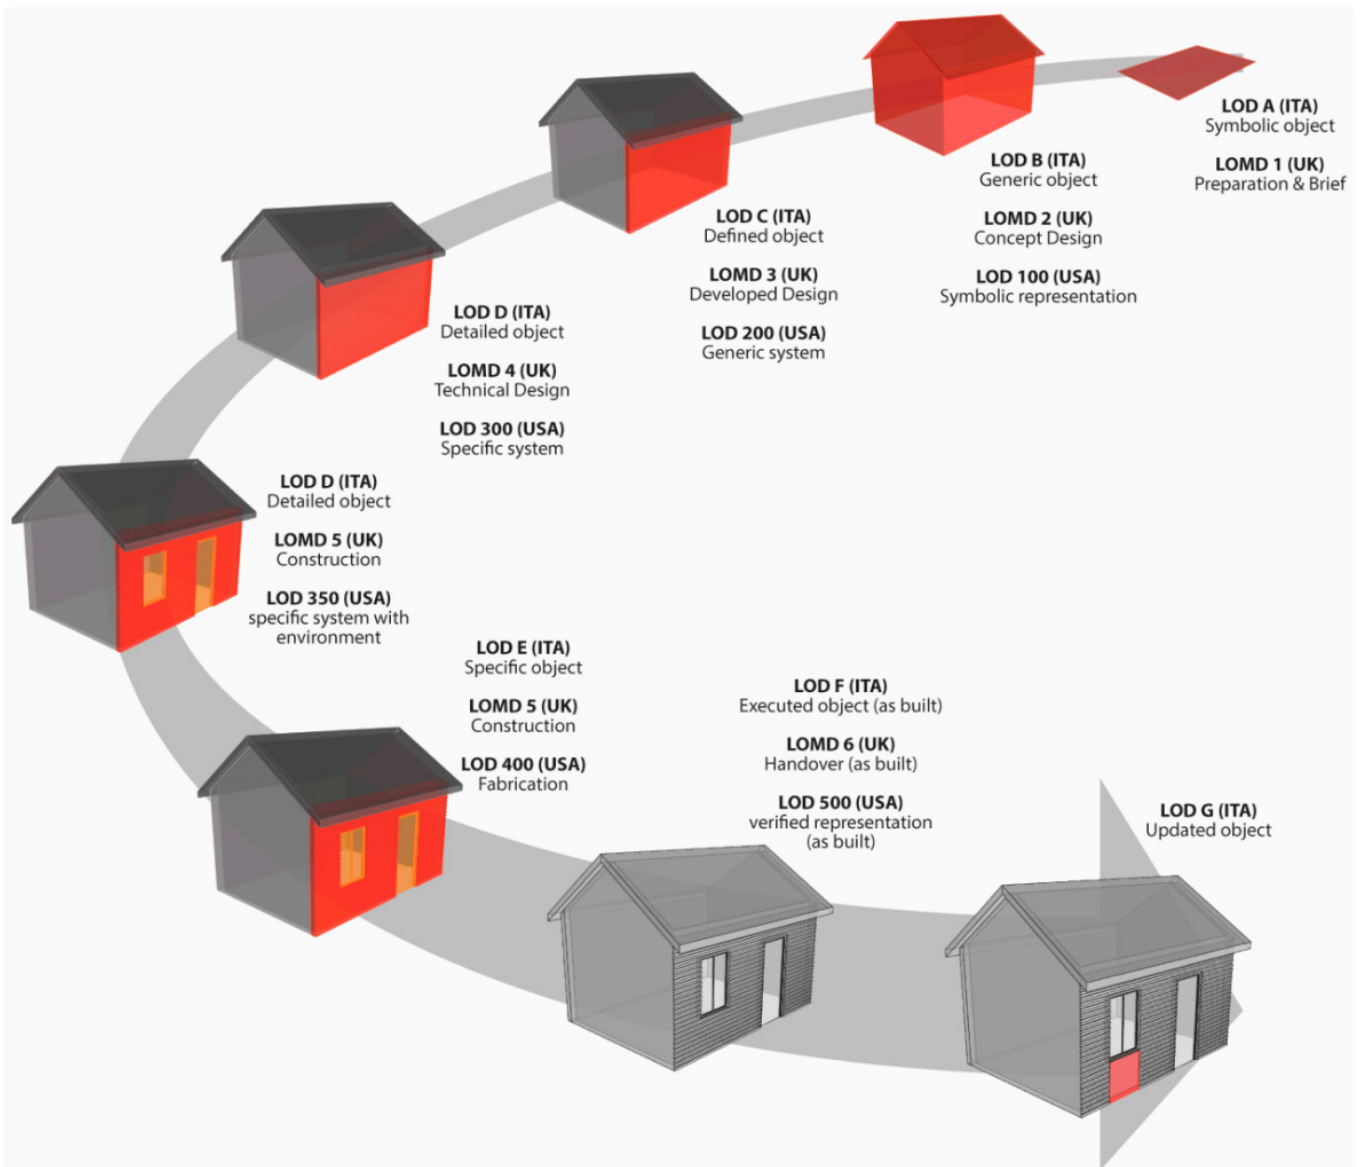 LOD A (ITA)
Symbolic object
LOMD 1 (UK)
Preparation & Brief
LOD B (ITA)
Generic object
LOMD 2 (UK)
Concept Design
LOD 100 (USA)
Symbolic representation
LOD C (ITA)
Defined object
LOMD 3 (UK)
Developed Design
LOD 200 (USA)
Generic system
LOD D (ITA)
Detailed object
LOMD 4 (UK)
Technical Design
LOD 300 (USA)
Specific system
LOD D (ITA)
Detailed object
LOMD 5 (UK)
Construction
LOD 350 (USA)
specific system with
environment
LOD E (ITA)
Specific object
LOMD 5 (UK)
Construction
LOD 400 (USA)
Fabrication
LOD F (ITA)
Executed object (as built)
LOMD 6 (UK)
Handover (as built)
LOD 500 (USA)
verified representation
(as built)
LOD G (ITA)
Updated object